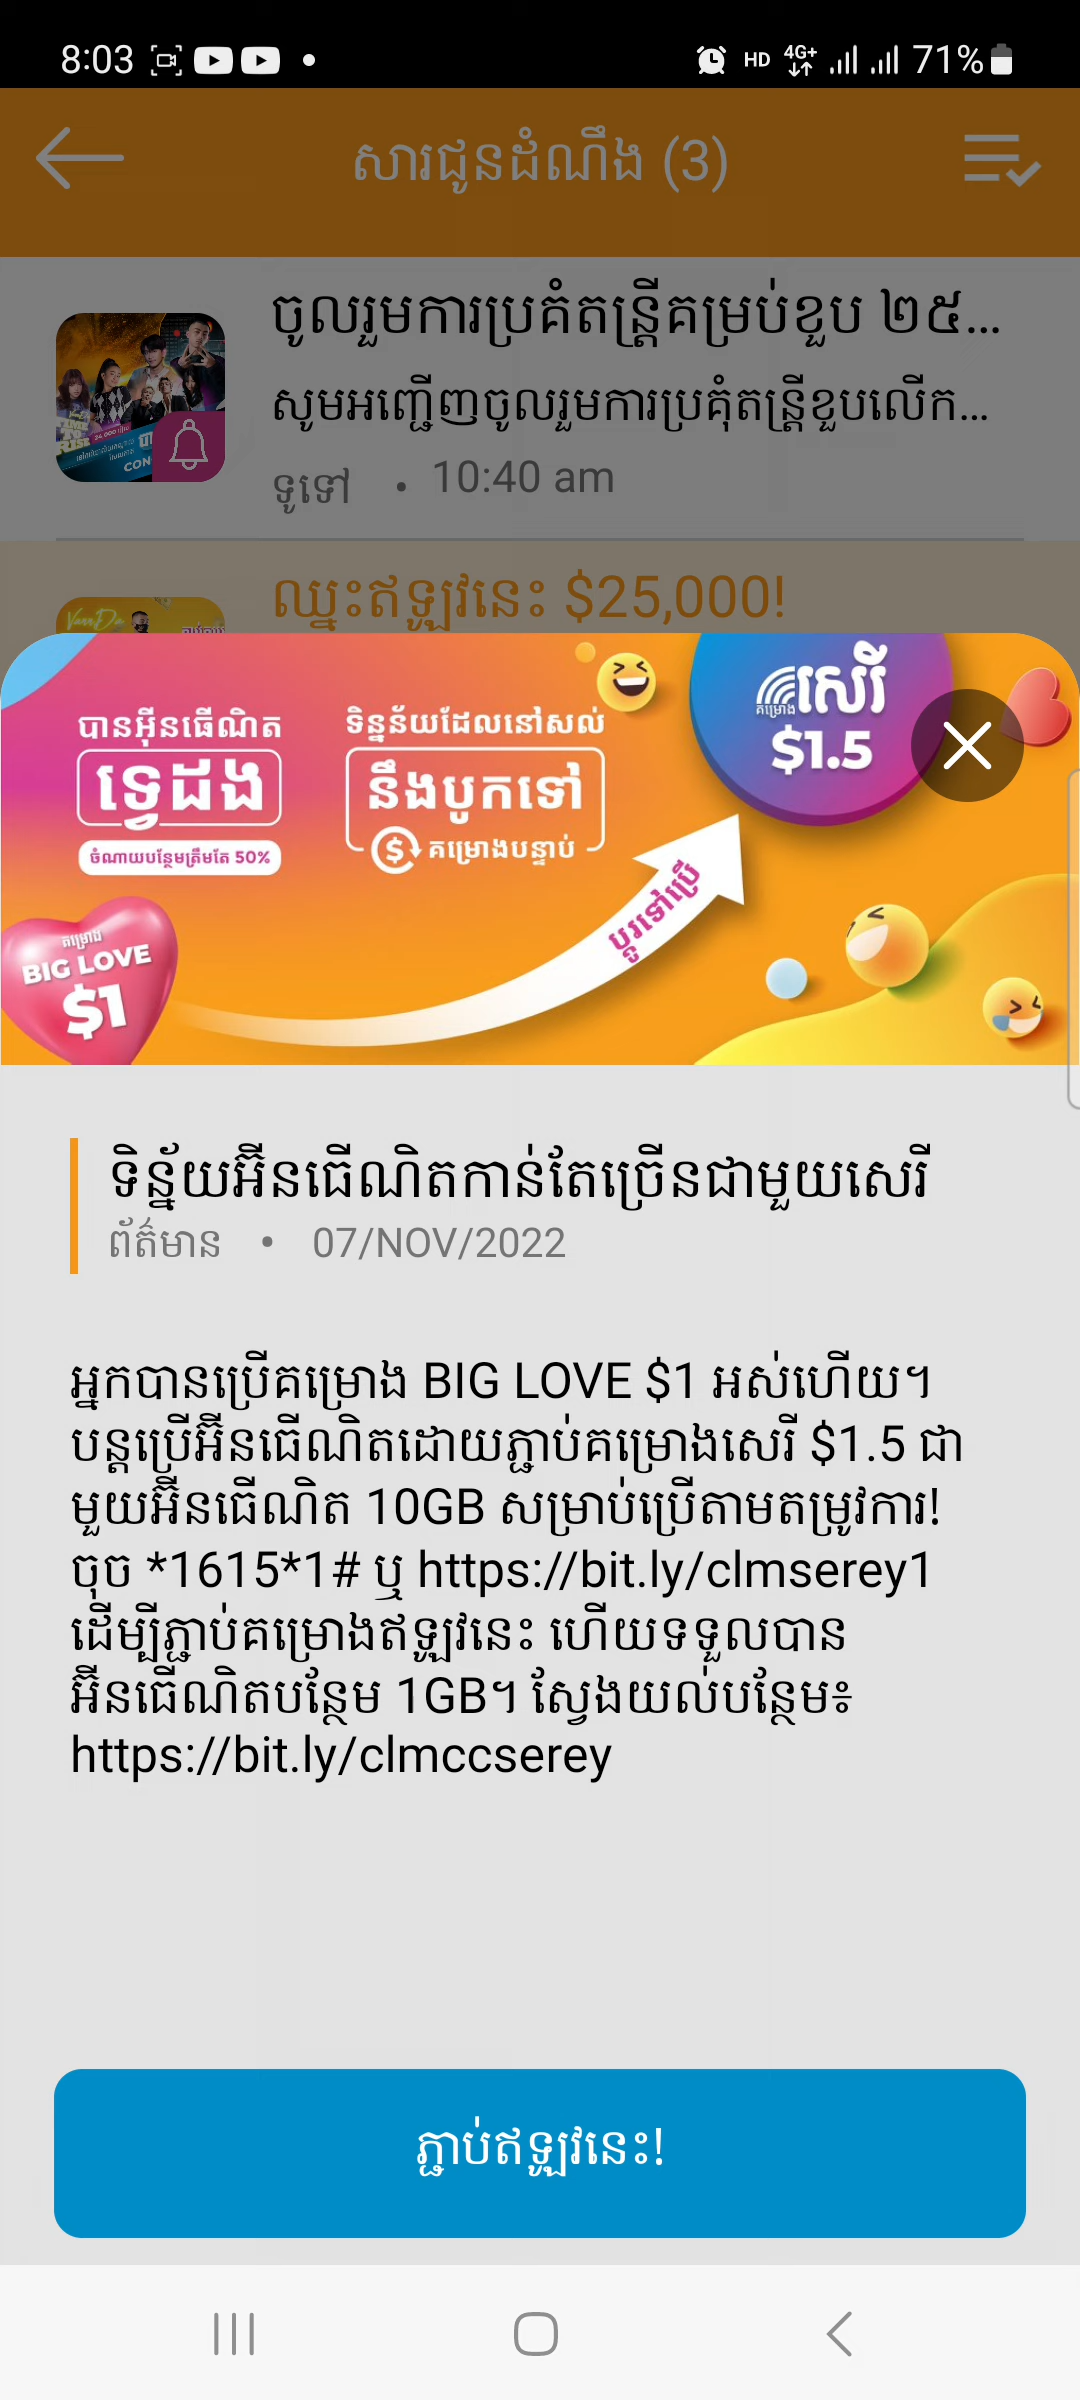 8:03
HD 4G+ 71%
សារជូនដំណឹង (3)
ចូលរួមការប្រគំតន្ត្រីគម្រប់ខួប ២៥...
សូមអញ្ជើញចូលរួមការប្រគុំតន្ត្រីខួបលើក...
ទូទៅ • 10:40 am
TIME TO RISE
CON
ឈ្នះឥឡូវនេះ $25,000!
VannDa
បានអ៊ីនធើណិត
ទ្វេដង
ចំណាយបន្ថែមត្រឹមតែ 50%
ទិន្នន័យដែលនៅសល់
នឹងបូកទៅ
គម្រោងបន្ទាប់
គម្រោង
សេរី
$1.5
ប្តូរទៅប្រើ
គម្រោង
BIG LOVE
$1
ទិន្ន័យអ៊ីនធើណិតកាន់តែច្រើនជាមួយសេរី
ព័ត៌មាន • 07/NOV/2022
អ្នកបានប្រើគម្រោង BIG LOVE $1 អស់ហើយ។
បន្តប្រើអ៊ីនធើណិតដោយភ្ជាប់គម្រោងសេរី $1.5 ជា
មួយអ៊ីនធើណិត 10GB សម្រាប់ប្រើតាមតម្រូវការ!
ចុច *1615*1# ឬ https://bit.ly/clmserey1
ដើម្បីភ្ជាប់គម្រោងឥឡូវនេះ ហើយទទួលបាន
អ៊ីនធើណិតបន្ថែម 1GB។ ស្វែងយល់បន្ថែម៖
https://bit.ly/clmccserey
ភ្ជាប់ឥឡូវនេះ!